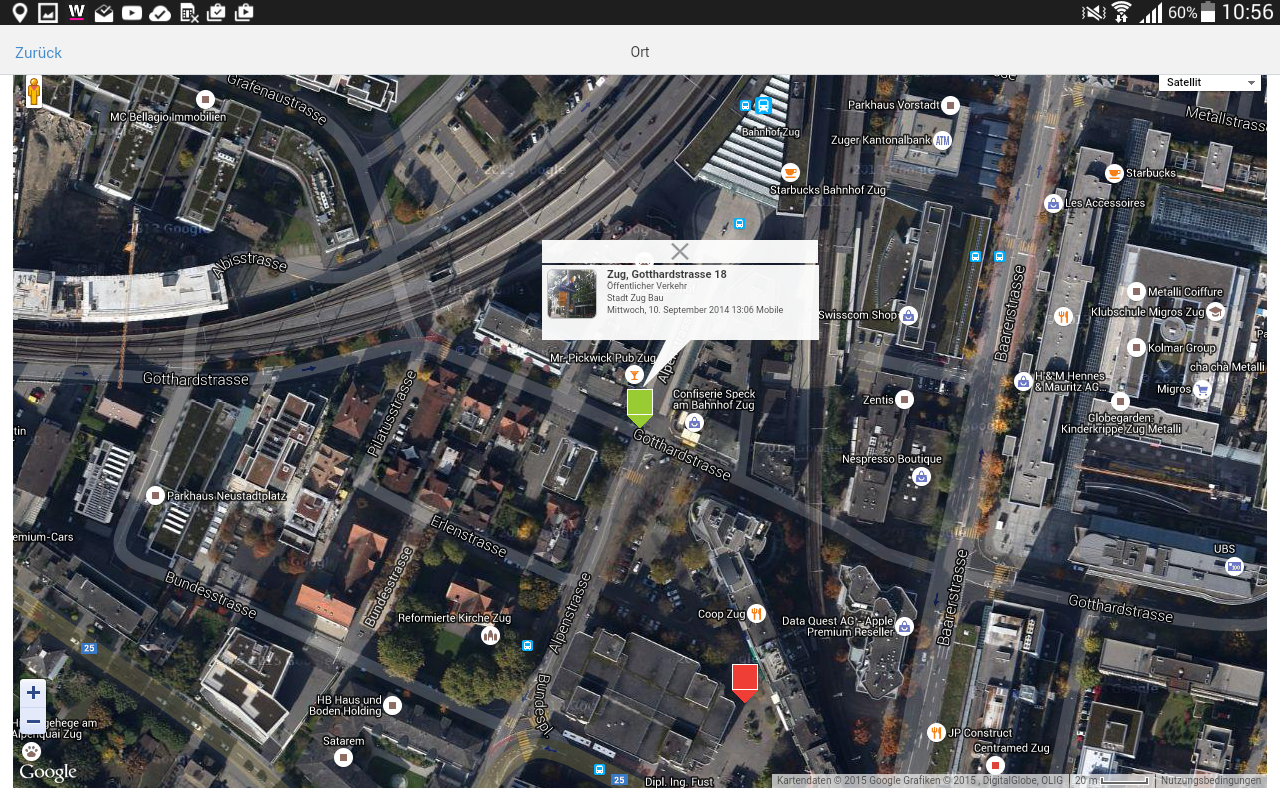 60% 10:56
Zurück
Ort
Satellit
Grafenaustrasse
MC Bellagio Immobilien
Bahnhof Zug
Parkhaus Vorstadt
Metallstrasse
Zuger Kantonalbank
ATM
Starbucks Bahnhof Zug
Starbucks
Les Accessoires
Albisstrasse
Zug, Gotthardstrasse 18
Öffentlicher Verkehr
Stadt Zug Bau
Mittwoch, 10. September 2014 13:06 Mobile
Baarerstrasse
Metalli Coiffure
Klubschule Migros Zug
Swisscom Shop
Kolmar Group
cha chà Metalli
Mr. Pickwick Pub Zug
Gotthardstrasse
Pilatusstrasse
H & M Hennes
& Mauritz AG...
Migros
Confiserie Speck
am Bahnhof Zug
Zentis
Globegarden:
Kinderkrippe Zug Metalli
Gotthardstrasse
Nespresso Boutique
Parkhaus Neustadtplatz
Erlenstrasse
emium-Cars
UBS
Bundesstrasse
Bundesstrasse
Baarerstrasse
Gotthardstrasse
Reformierte Kirche Zug
Alpenstrasse
Coop Zug
Data Quest AG - Apple
Premium Reseller
25
HB Haus und
Boden Holding
Bundespl.
gehege am
Alpenquai Zug
JP Construct
Centramed Zug
Satarem
Google
25
Dipl. Ing. Fust
Kartendaten © 2015 Google Grafiken © 2015 , DigitalGlobe, OLIG
20 m
Nutzungsbedingungen